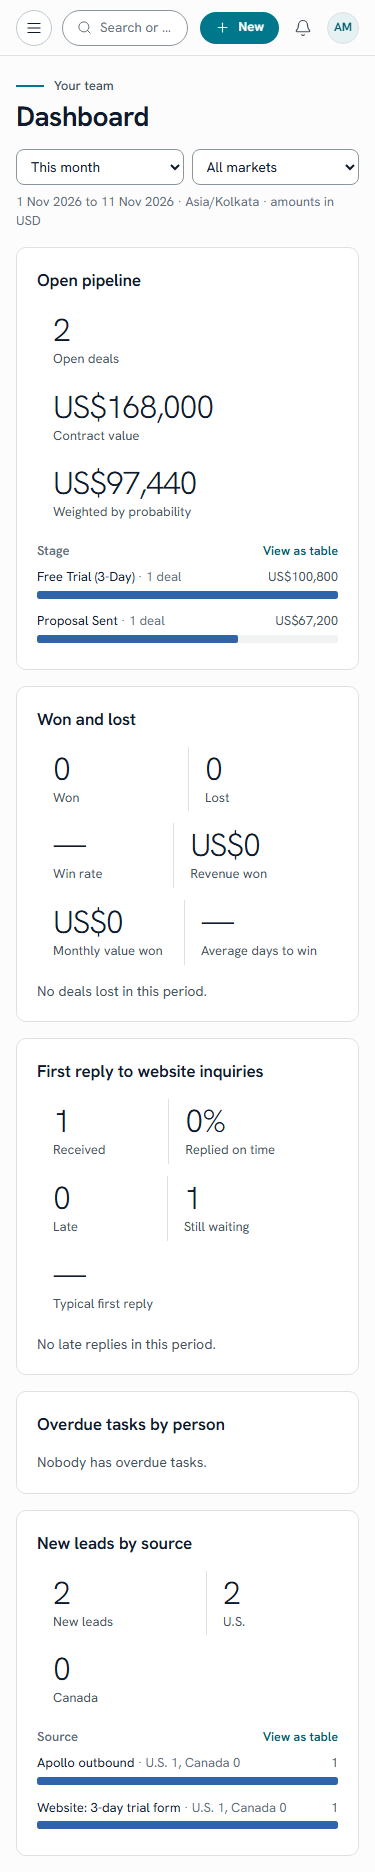 Search or ...
New
AM
Your team
Dashboard
This month
All markets
1 Nov 2026 to 11 Nov 2026 · Asia/Kolkata · amounts in
USD
Open pipeline
2
Open deals
US$168,000
Contract value
US$97,440
Weighted by probability
Stage View as table
Free Trial (3-Day) · 1 deal US$100,800
Proposal Sent · 1 deal US$67,200
Won and lost
0 0
Won Lost
— US$0
Win rate Revenue won
US$0 —
Monthly value won Average days to win
No deals lost in this period.
First reply to website inquiries
1 0%
Received Replied on time
0 1
Late Still waiting
—
Typical first reply
No late replies in this period.
Overdue tasks by person
Nobody has overdue tasks.
New leads by source
2 2
New leads U.S.
0
Canada
Source View as table
Apollo outbound · U.S. 1, Canada 0 1
Website: 3-day trial form · U.S. 1, Canada 0 1